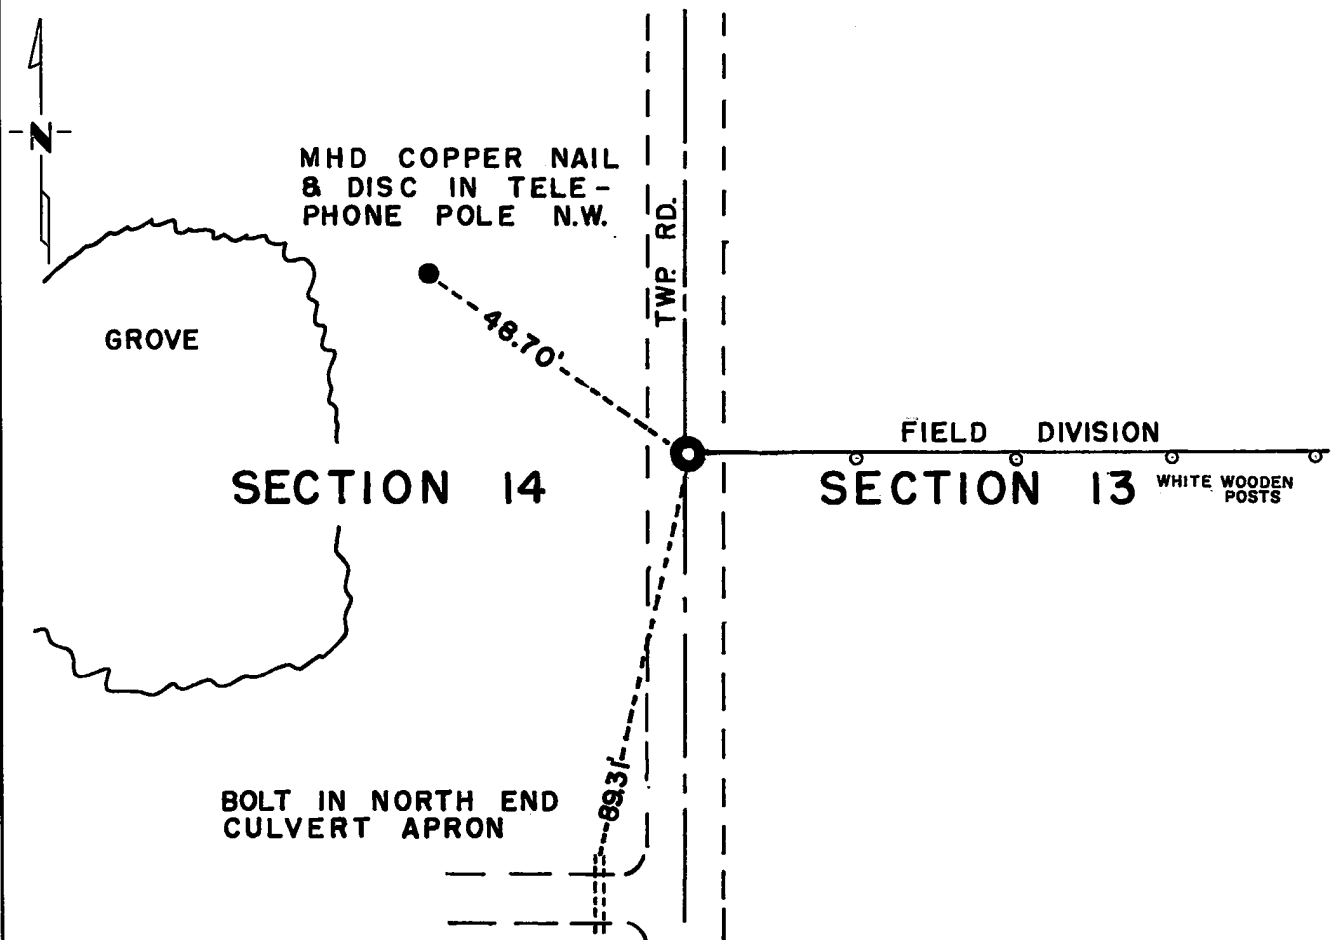 N
MHD COPPER NAIL
& DISC IN TELE-
PHONE POLE N.W.
TWP. RD.
GROVE
48.70'
FIELD DIVISION
SECTION 14
SECTION 13
WHITE WOODEN
POSTS
89.31'
BOLT IN NORTH END
CULVERT APRON